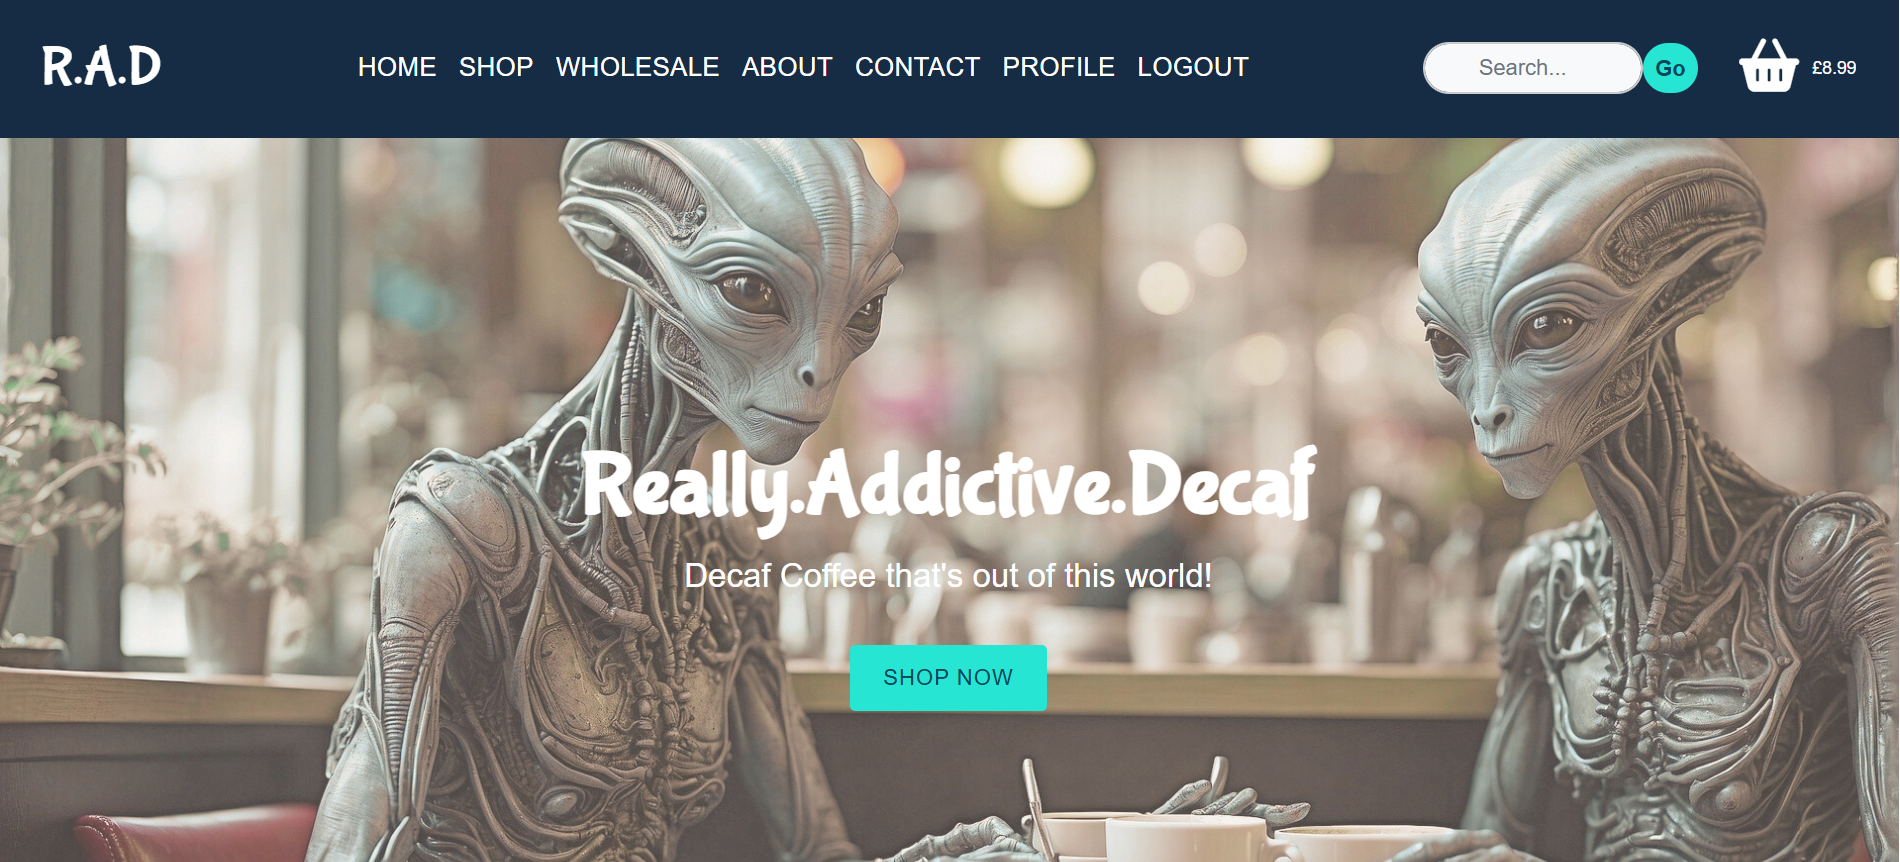 R.A.D
HOME SHOP WHOLESALE ABOUT CONTACT PROFILE LOGOUT
Search... Go
£8.99
Really.Addictive.Decaf
Decaf Coffee that's out of this world!
SHOP NOW